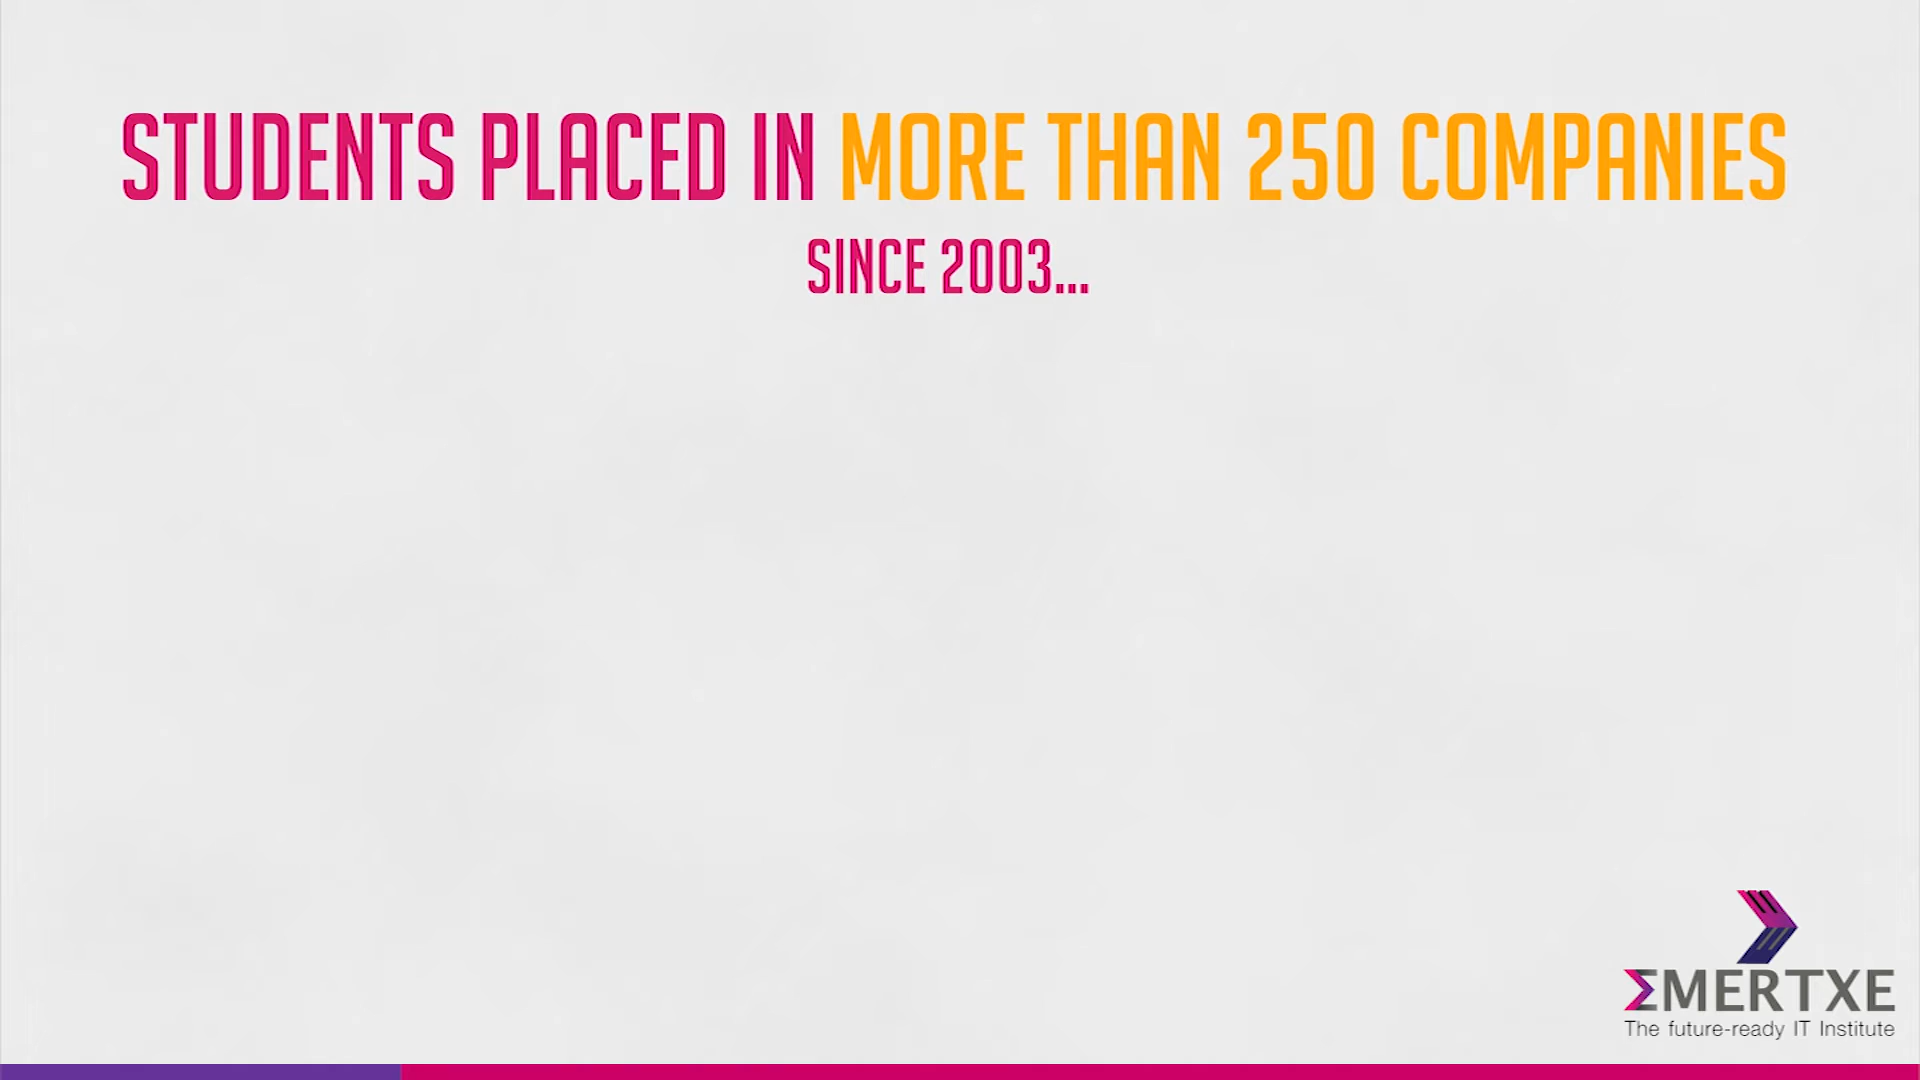 STUDENTS PLACED IN MORE THAN 250 COMPANIES
SINCE 2003...
ΣMERTXE
The future-ready IT Institute